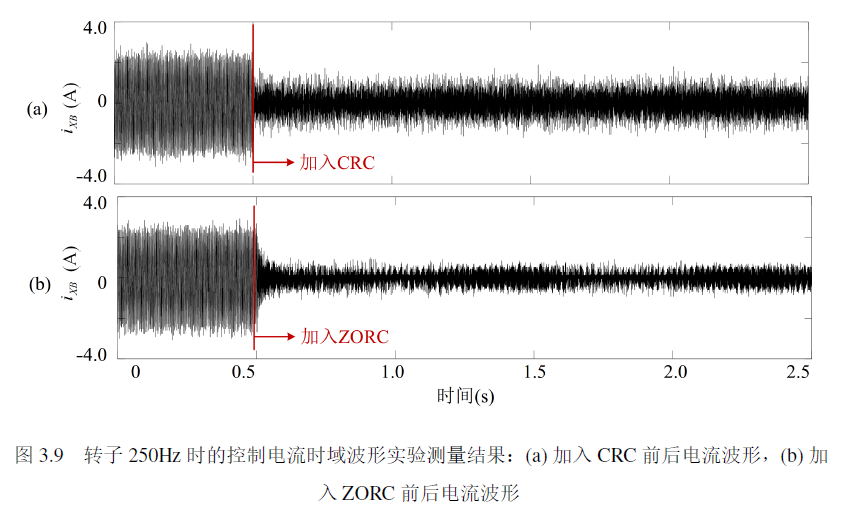 4.0
(a)
i_XB (A)
0
加入CRC
-4.0
4.0
(b)
i_XB (A)
0
加入ZORC
-4.0
0 0.5 1.0 1.5 2.0 2.5
时间(s)
图 3.9 转子 250Hz 时的控制电流时域波形实验测量结果：(a) 加入 CRC 前后电流波形，(b) 加
入 ZORC 前后电流波形